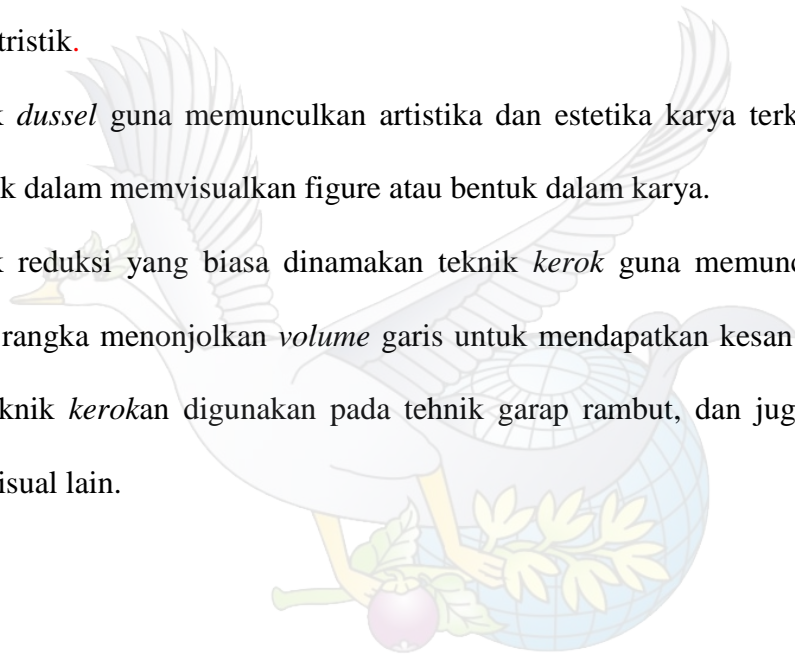 tristik.
k dussel guna memunculkan artistika dan estetika karya terk
k dalam memvisualkan figure atau bentuk dalam karya.
k reduksi yang biasa dinamakan teknik kerok guna memunc
rangka menonjolkan volume garis untuk mendapatkan kesan
knik kerokan digunakan pada tehnik garap rambut, dan jug
isual lain.